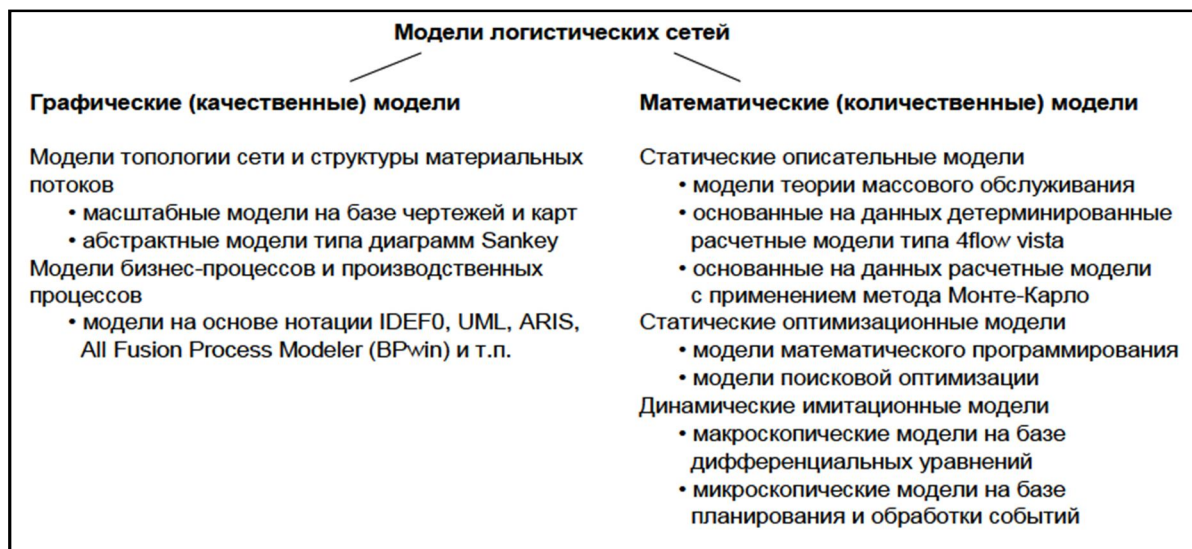 Модели логистических сетей
Графические (качественные) модели
Модели топологии сети и структуры материальных
потоков
• масштабные модели на базе чертежей и карт
• абстрактные модели типа диаграмм Sankey
Модели бизнес-процессов и производственных
процессов
• модели на основе нотации IDEF0, UML, ARIS,
All Fusion Process Modeler (BPwin) и т.п.
Математические (количественные) модели
Статические описательные модели
• модели теории массового обслуживания
• основанные на данных детерминированные
расчетные модели типа 4flow vista
• основанные на данных расчетные модели
с применением метода Монте-Карло
Статические оптимизационные модели
• модели математического программирования
• модели поисковой оптимизации
Динамические имитационные модели
• макроскопические модели на базе
дифференциальных уравнений
• микроскопические модели на базе
планирования и обработки событий